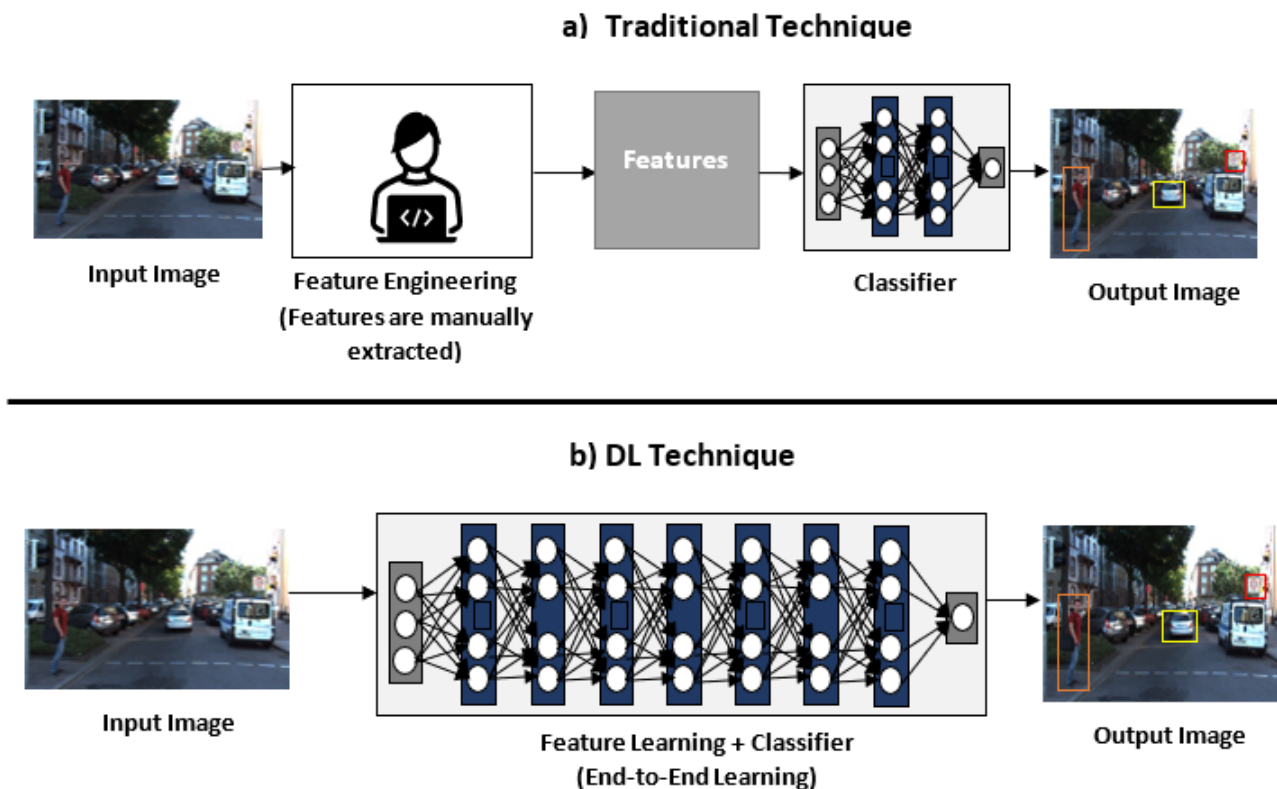 a) Traditional Technique
Features
</>
Input Image
Feature Engineering
(Features are manually
extracted)
Classifier
Output Image
b) DL Technique
Input Image
Feature Learning + Classifier
(End-to-End Learning)
Output Image